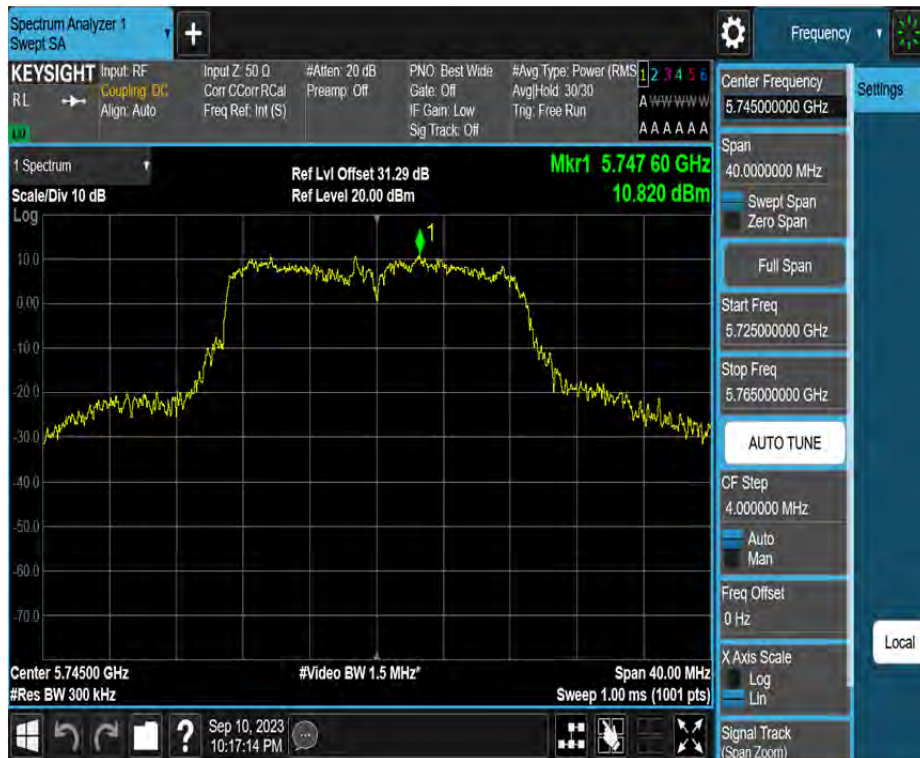 Spectrum Analyzer 1
Swept SA
+
Frequency
KEYSIGHT
RL
LXI
Input: RF
Coupling: DC
Align: Auto
Input Z: 50 Ω
Corr CCorr RCal
Freq Ref: Int (S)
#Atten: 20 dB
Preamp: Off
PNO: Best Wide
Gate: Off
IF Gain: Low
Sig Track: Off
#Avg Type: Power (RMS
Avg|Hold: 30/30
Trig: Free Run
1 2 3 4 5 6
A W W W W W
A A A A A A
1 Spectrum
Scale/Div 10 dB
Log
Ref Lvl Offset 31.29 dB
Ref Level 20.00 dBm
Mkr1 5.747 60 GHz
10.820 dBm
1
10.0
0.00
-10.0
-20.0
-30.0
-40.0
-50.0
-60.0
-70.0
Center 5.74500 GHz
#Res BW 300 kHz
#Video BW 1.5 MHz*
Span 40.00 MHz
Sweep 1.00 ms (1001 pts)
?
Sep 10, 2023
10:17:14 PM
Center Frequency
5.745000000 GHz
Span
40.0000000 MHz
Swept Span
Zero Span
Full Span
Start Freq
5.725000000 GHz
Stop Freq
5.765000000 GHz
AUTO TUNE
CF Step
4.000000 MHz
Auto
Man
Freq Offset
0 Hz
X Axis Scale
Log
Lin
Signal Track
(Span Zoom)
Settings
Local